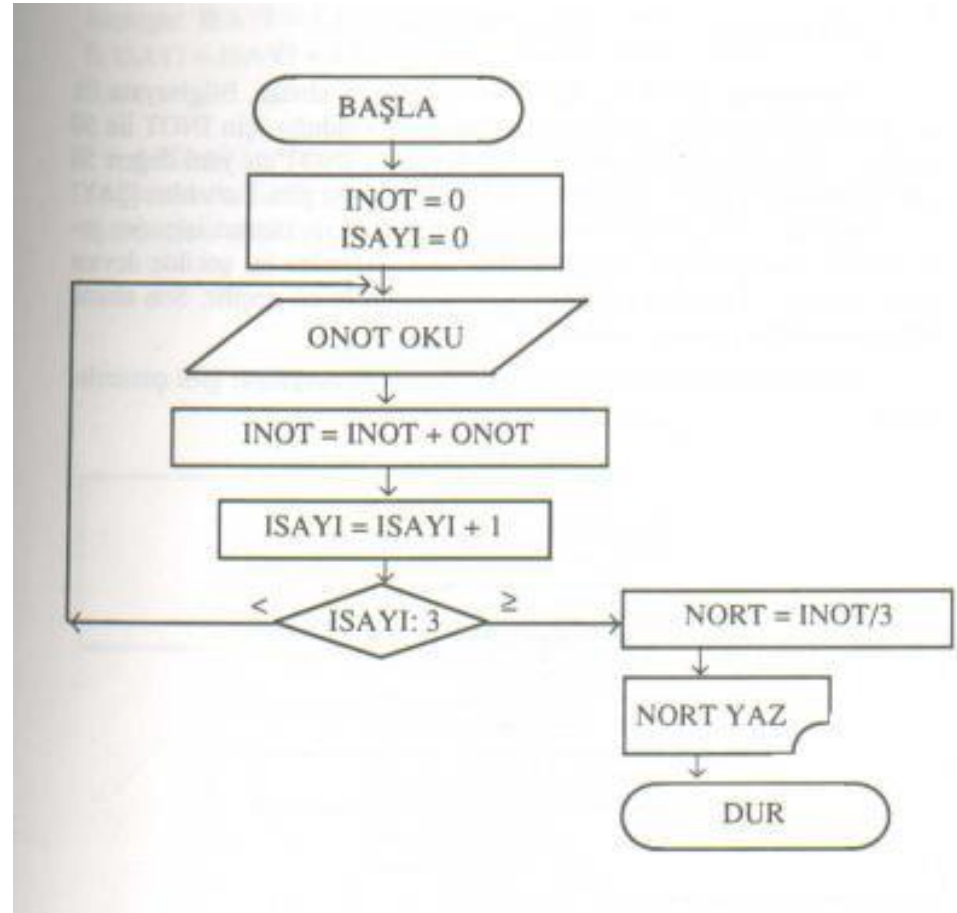 BAŞLA
INOT = 0
ISAYI = 0
ONOT OKU
INOT = INOT + ONOT
ISAYI = ISAYI + 1
<
ISAYI: 3
≥
NORT = INOT/3
NORT YAZ
DUR